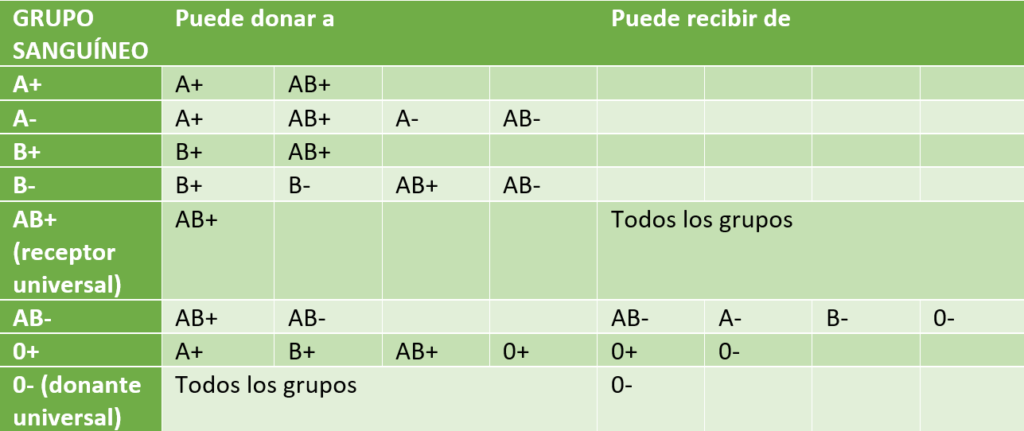 GRUPO Puede donar a Puede recibir de
SANGUÍNEO
A+ A+ AB+
A- A+ AB+ A- AB-
B+ B+ AB+
B- B+ B- AB+ AB-
AB+ AB+ Todos los grupos
(receptor
universal)
AB- AB+ AB- AB- A- B- 0-
0+ A+ B+ AB+ 0+ 0+ 0-
0- (donante Todos los grupos 0-
universal)